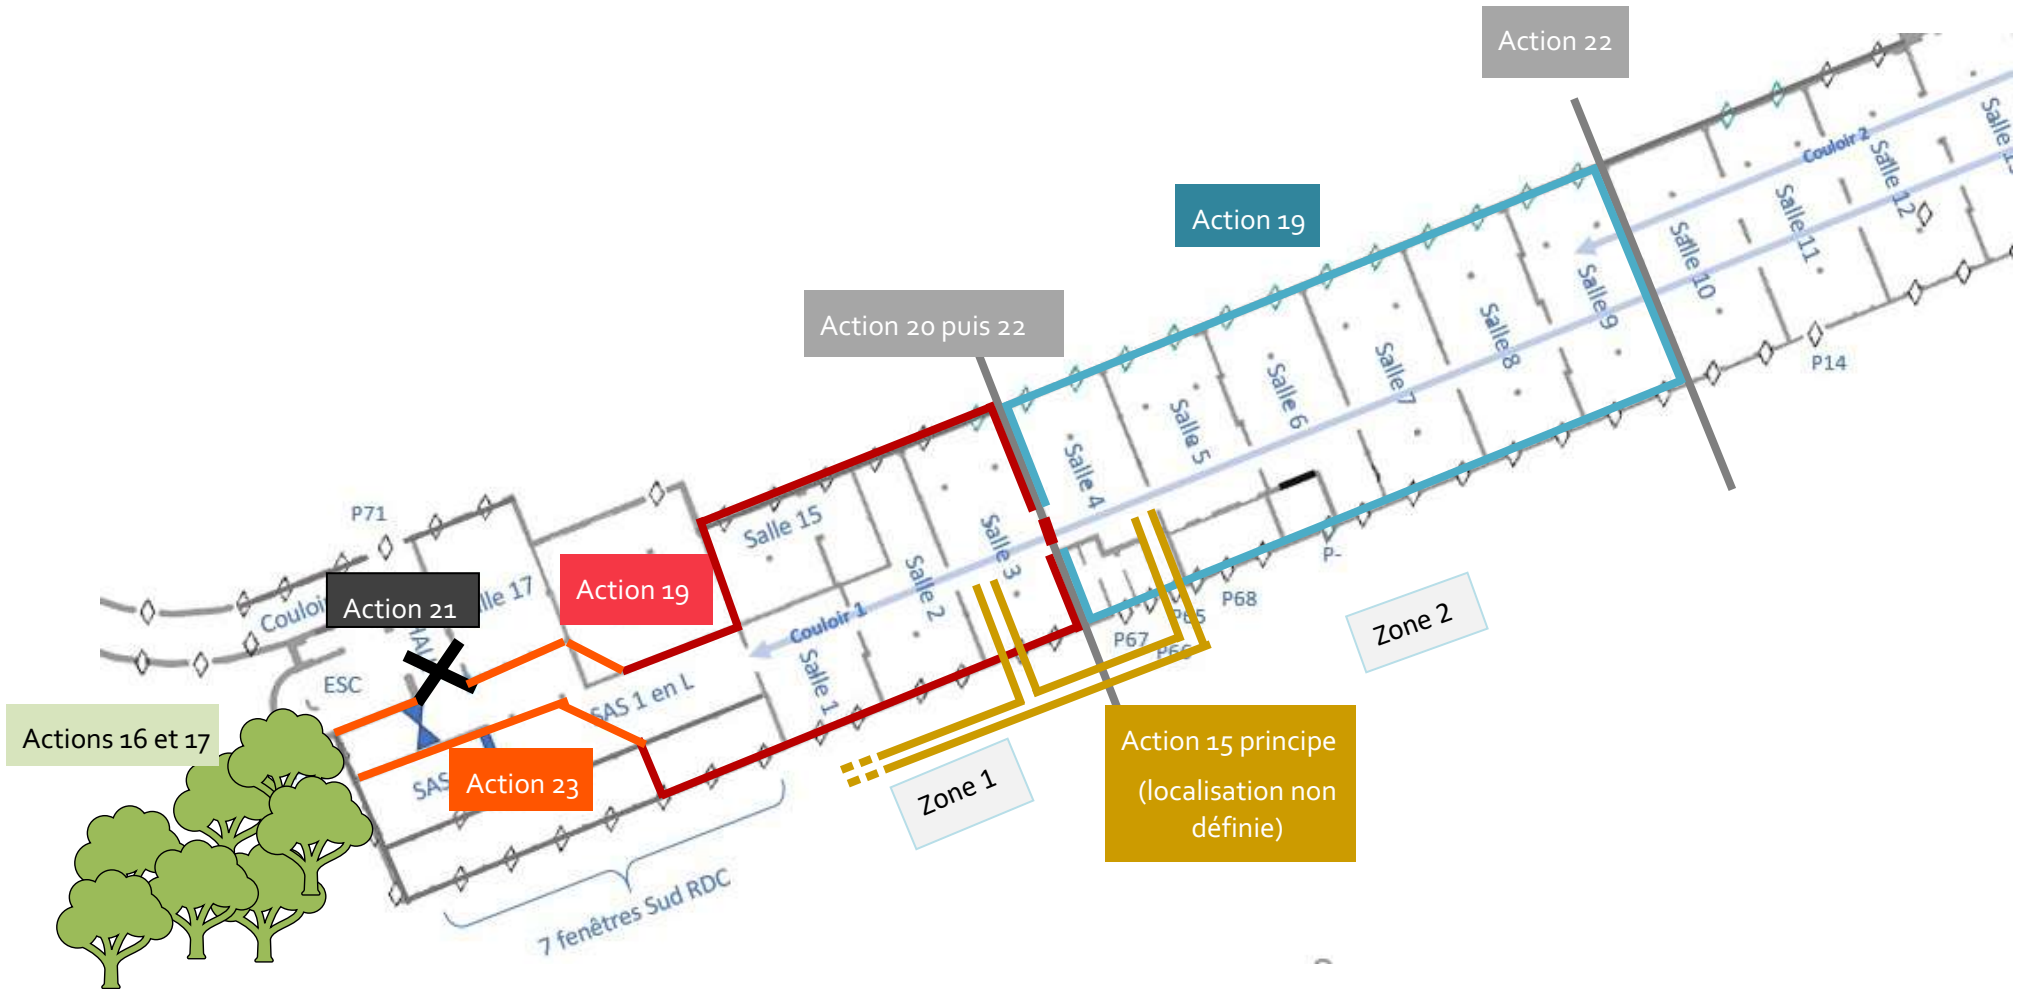 Action 22
Action 19
Action 20 puis 22
Couloir 2
Salle 12
Salle 11
Salle 10
Salle 9
Salle 8
Salle 7
Salle 6
Salle 5
Salle 4
Salle 3
Salle 2
Salle 1
Salle 15
Couloir 1
P14
P-
P68
P65
P67
P66
P71
Action 21
Action 19
ESC
SAS 1 en L
SAS
Actions 16 et 17
Action 23
Zone 2
Zone 1
Action 15 principe
(localisation non
définie)
7 fenêtres Sud RDC